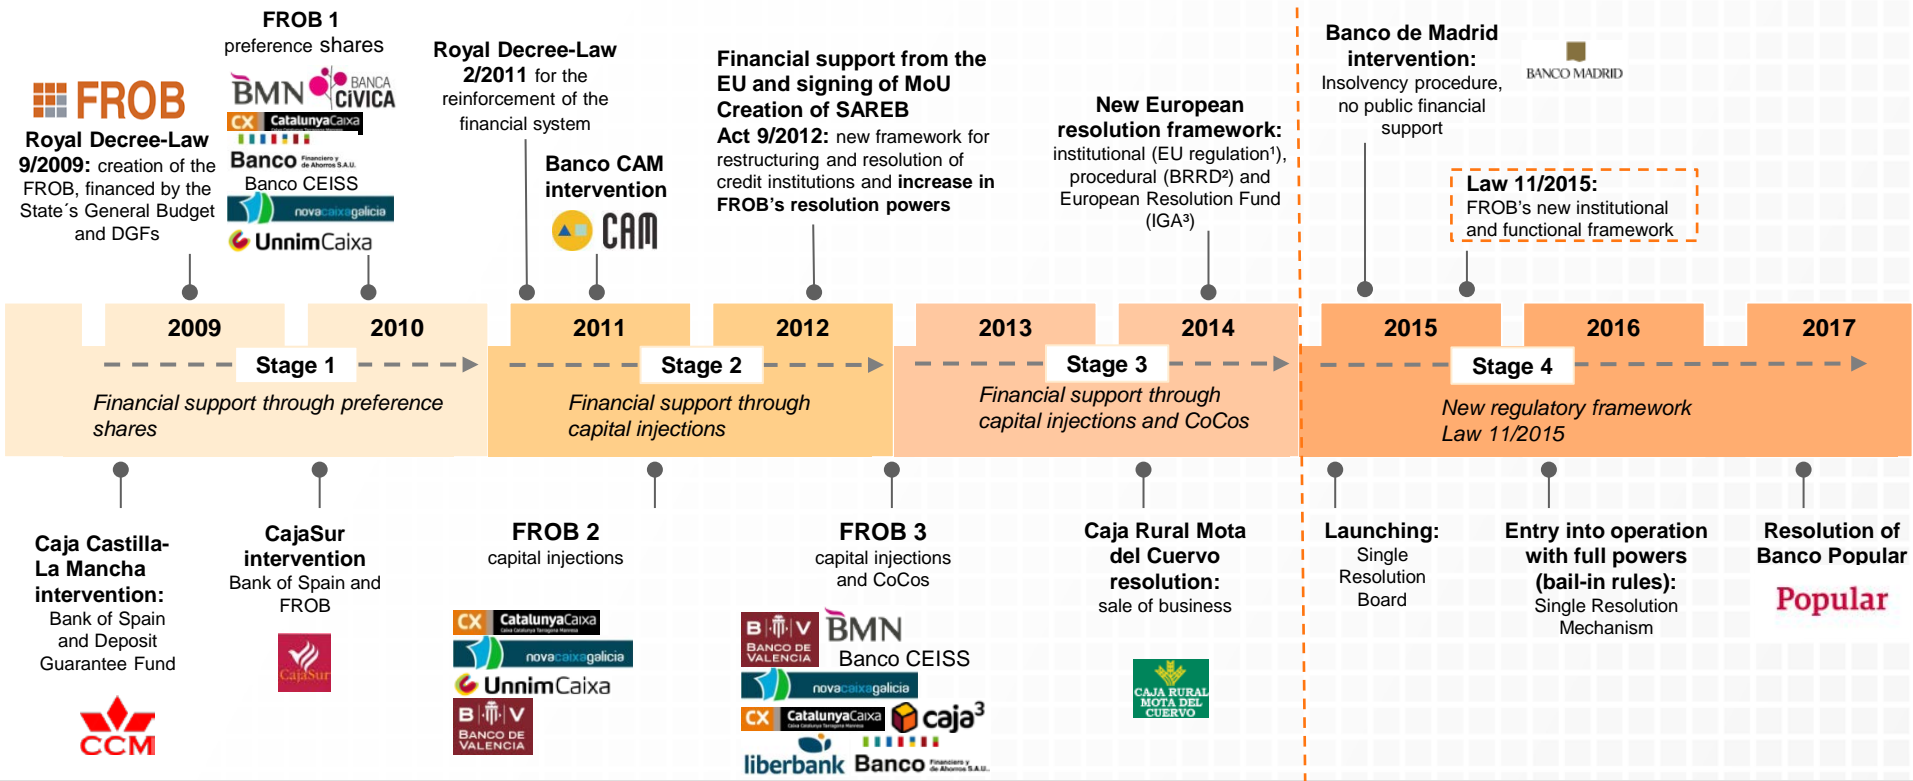 FROB 1
preference shares
BMN
BANCA
CÍVICA
CX CatalunyaCaixa
Banco Financiero y
de Ahorros S.A.U.
Banco CEISS
novacaixagalicia
UnnimCaixa
FROB
Royal Decree-Law
9/2009: creation of the
FROB, financed by the
State´s General Budget
and DGFs
Royal Decree-Law
2/2011 for the
reinforcement of the
financial system
Banco CAM
intervention
CAM
Financial support from the
EU and signing of MoU
Creation of SAREB
Act 9/2012: new framework for
restructuring and resolution of
credit institutions and increase in
FROB's resolution powers
New European
resolution framework:
institutional (EU regulation¹),
procedural (BRRD²) and
European Resolution Fund
(IGA³)
Banco de Madrid
intervention:
Insolvency procedure,
no public financial
support
BANCO MADRID
Law 11/2015:
FROB's new institutional
and functional framework
2009
2010
2011
2012
2013
2014
2015
2016
2017
Stage 1
Stage 2
Stage 3
Stage 4
Financial support through preference
shares
Financial support through
capital injections
Financial support through
capital injections and CoCos
New regulatory framework
Law 11/2015
Caja Castilla-
La Mancha
intervention:
Bank of Spain
and Deposit
Guarantee Fund
CCM
CajaSur
intervention
Bank of Spain and
FROB
CajaSur
FROB 2
capital injections
CX CatalunyaCaixa
novacaixagalicia
UnnimCaixa
B V
BANCO DE
VALENCIA
FROB 3
capital injections
and CoCos
B V
BANCO DE
VALENCIA
BMN
Banco CEISS
novacaixagalicia
CX CatalunyaCaixa
caja³
liberbank
Banco Financiero y
de Ahorros S.A.U.
Caja Rural Mota
del Cuervo
resolution:
sale of business
CAJA RURAL
MOTA DEL
CUERVO
Launching:
Single
Resolution
Board
Entry into operation
with full powers
(bail-in rules):
Single Resolution
Mechanism
Resolution of
Banco Popular
Popular